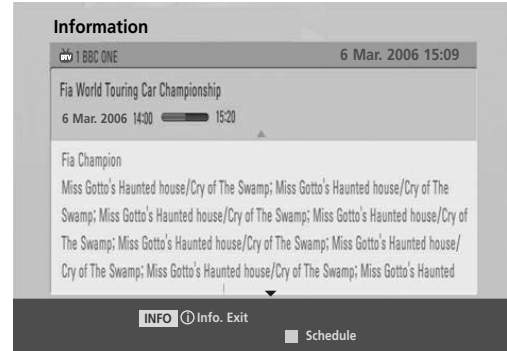 Information
DTV 1 BBC ONE 6 Mar. 2006 15:09
Fia World Touring Car Championship
6 Mar. 2006 14:00 15:20
Fia Champion
Miss Gotto's Haunted house/Cry of The Swamp; Miss Gotto's Haunted house/Cry of The
Swamp; Miss Gotto's Haunted house/Cry of The Swamp; Miss Gotto's Haunted house/Cry of
The Swamp; Miss Gotto's Haunted house/Cry of The Swamp; Miss Gotto's Haunted house/
Cry of The Swamp; Miss Gotto's Haunted house/Cry of The Swamp; Miss Gotto's Haunted
INFO i Info. Exit
Schedule